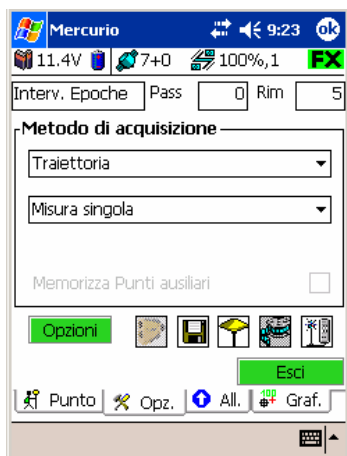 Mercurio 9:23 ok
11.4V 7+0 100%,1 FX
Interv. Epoche Pass 0 Rim 5
Metodo di acquisizione
Traiettoria
Misura singola
Memorizza Punti ausiliari
Opzioni
Esci
Punto Opz. All. Graf.